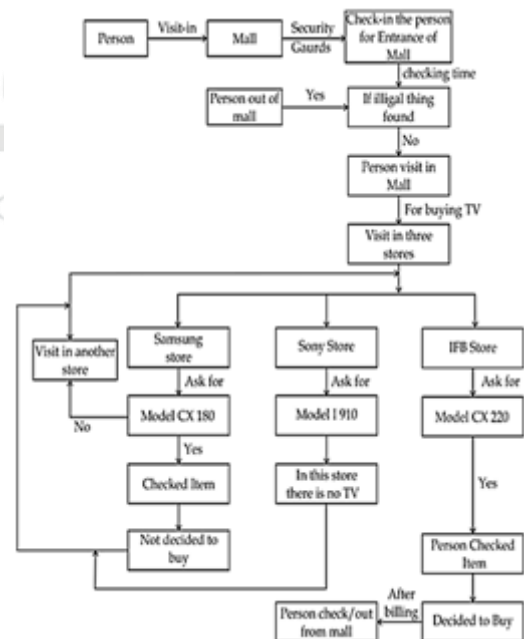 Person
Visit-in
Mall
Security
Gaurds
Check-in the person
for Entrance of
Mall
checking time
Person out of
mall
Yes
If illigal thing
found
No
Person visit in
Mall
For buying TV
Visit in three
stores
Visit in another
store
Samsung
store
Sony Store
IFB Store
Ask for
Ask for
Ask for
No
Model CX 180
Model I 910
Model CX 220
Yes
Checked Item
In this store
there is no TV
Yes
Not decided to
buy
Person Checked
Item
After
billing
Person check/out
from mall
Decided to Buy